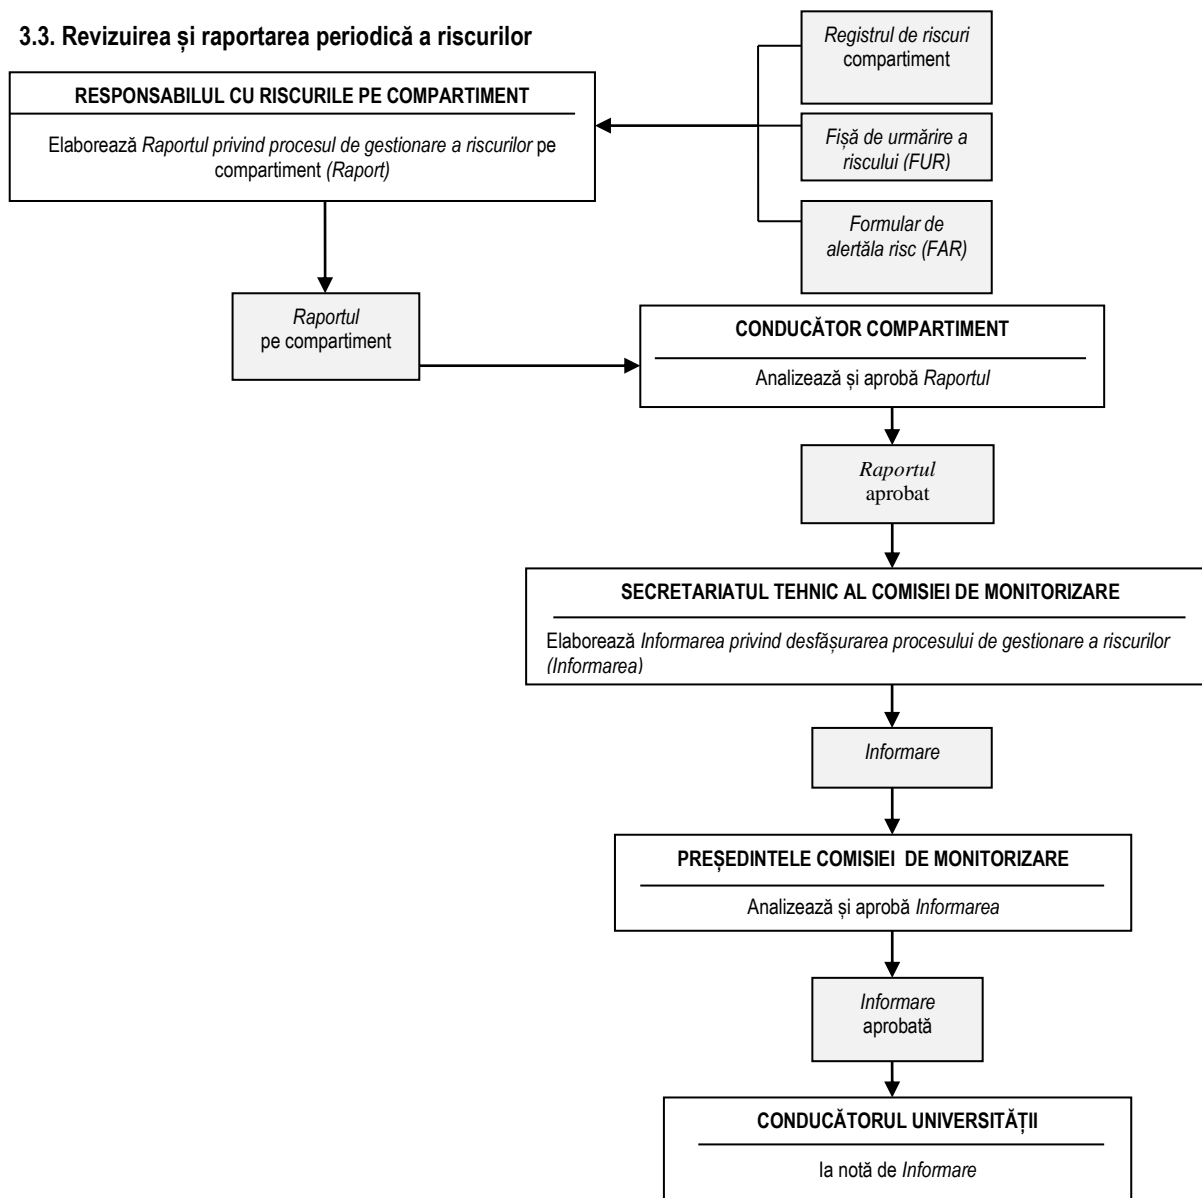 3.3. Revizuirea și raportarea periodică a riscurilor
Registrul de riscuri
compartiment
RESPONSABILUL CU RISCURILE PE COMPARTIMENT
Elaborează Raportul privind procesul de gestionare a riscurilor pe
compartiment (Raport)
Fișă de urmărire a
riscului (FUR)
Formular de
alertăla risc (FAR)
Raportul
pe compartiment
CONDUCĂTOR COMPARTIMENT
Analizează și aprobă Raportul
Raportul
aprobat
SECRETARIATUL TEHNIC AL COMISIEI DE MONITORIZARE
Elaborează Informarea privind desfășurarea procesului de gestionare a riscurilor
(Informarea)
Informare
PREȘEDINTELE COMISIEI DE MONITORIZARE
Analizează și aprobă Informarea
Informare
aprobată
CONDUCĂTORUL UNIVERSITĂȚII
Ia notă de Informare